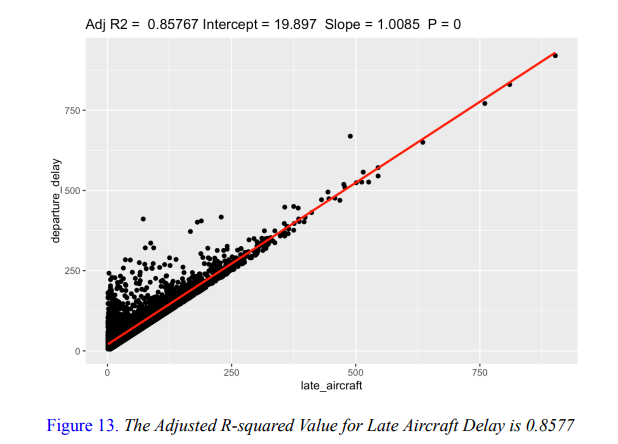 Adj R2 =  0.85767 Intercept = 19.897  Slope = 1.0085  P = 0
departure_delay
750
500
250
0
0
250
500
750
late_aircraft
Figure 13. The Adjusted R-squared Value for Late Aircraft Delay is 0.8577